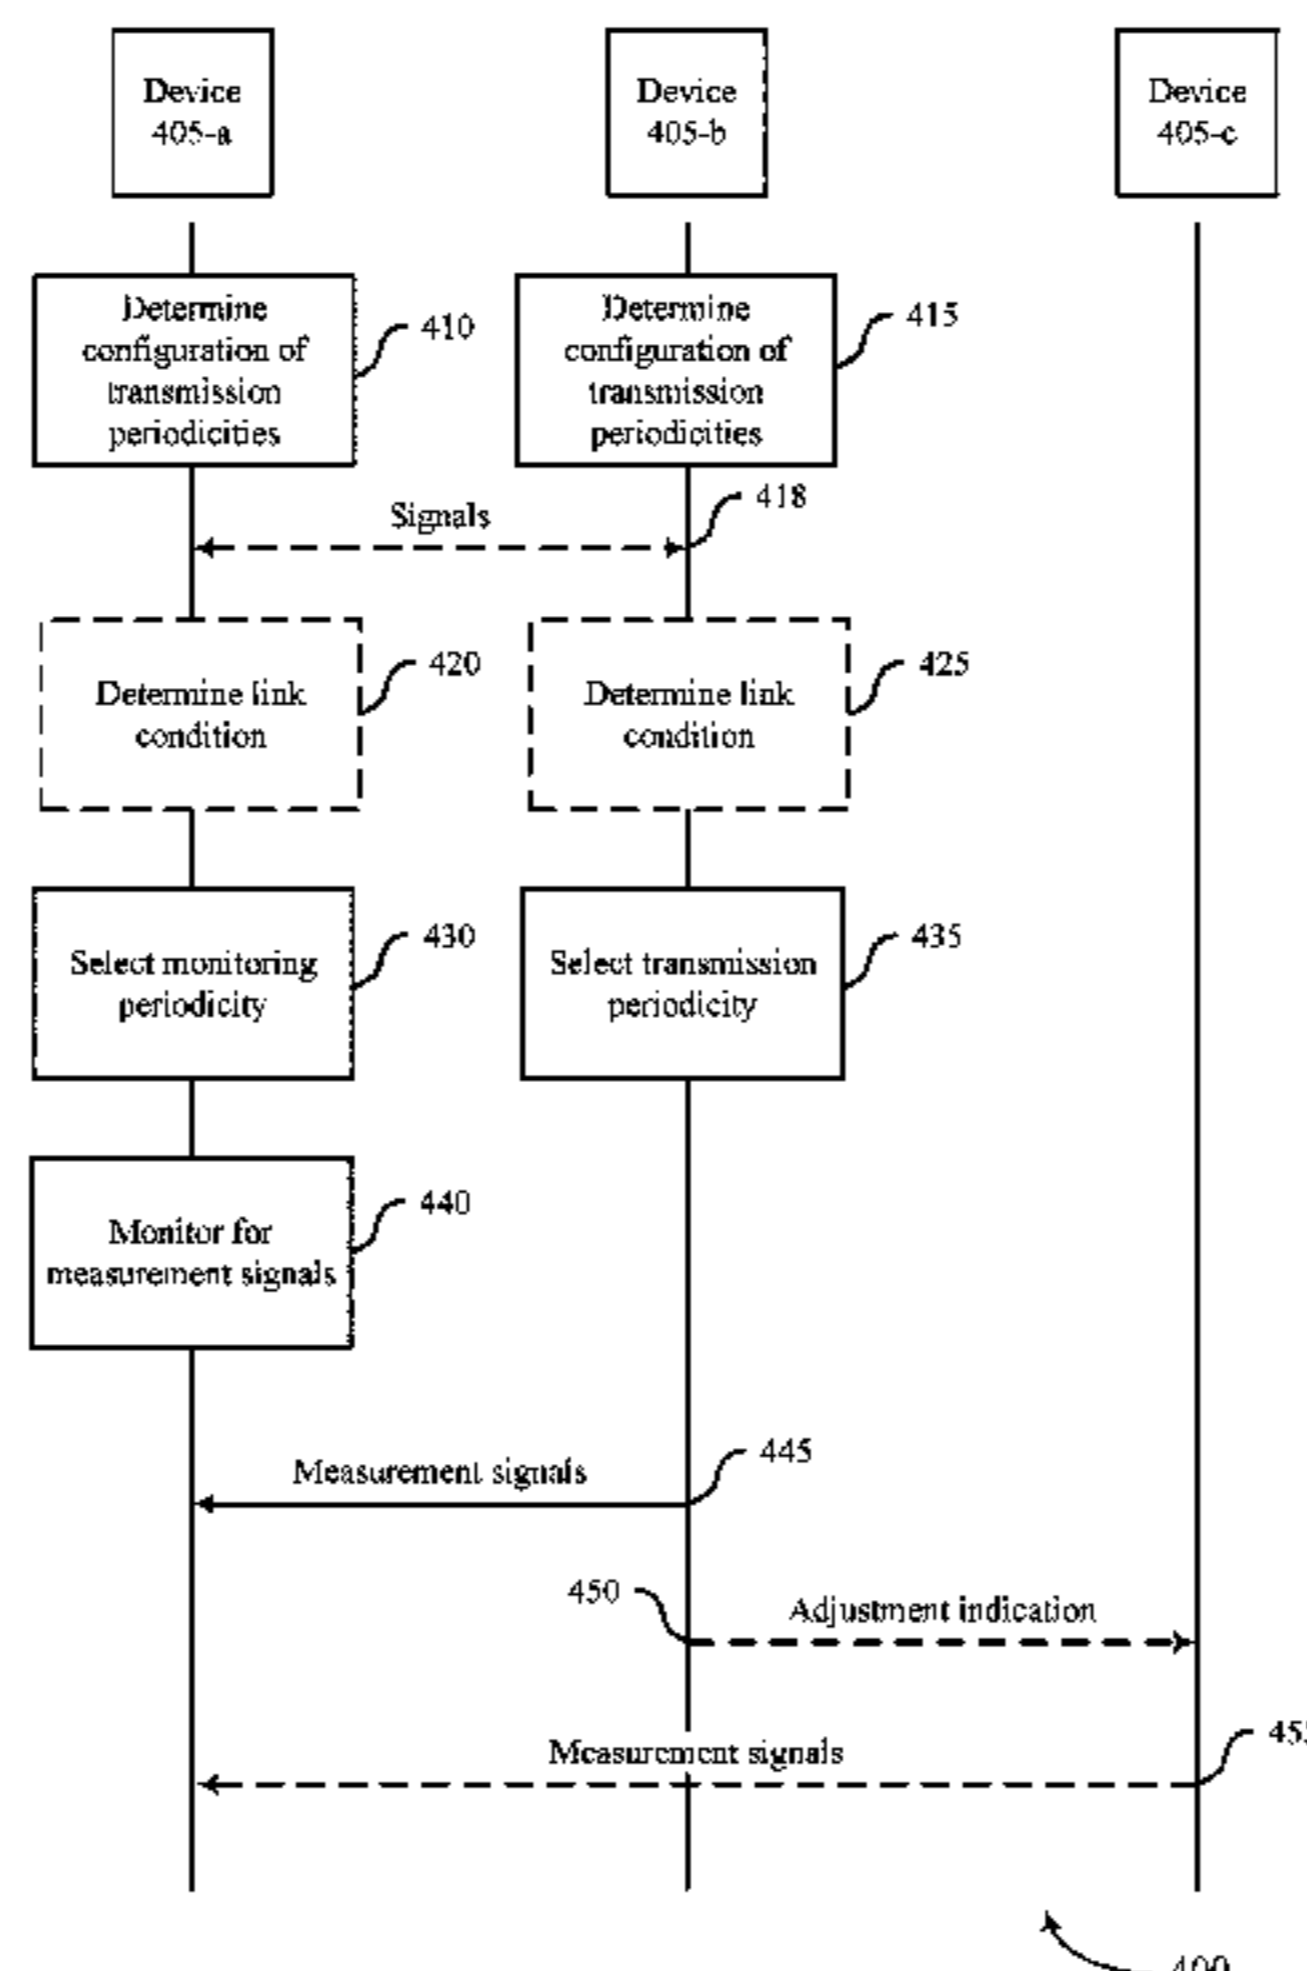 Device
405-a
Device
405-b
Device
405-c
Determine
configuration of
transmission
periodicities
410
Determine
configuration of
transmission
periodicities
415
Signals
418
Determine link
condition
420
Determine link
condition
425
Select monitoring
periodicity
430
Select transmission
periodicity
435
Monitor for
measurement signals
440
Measurement signals
445
450
Adjustment indication
Measurement signals
400